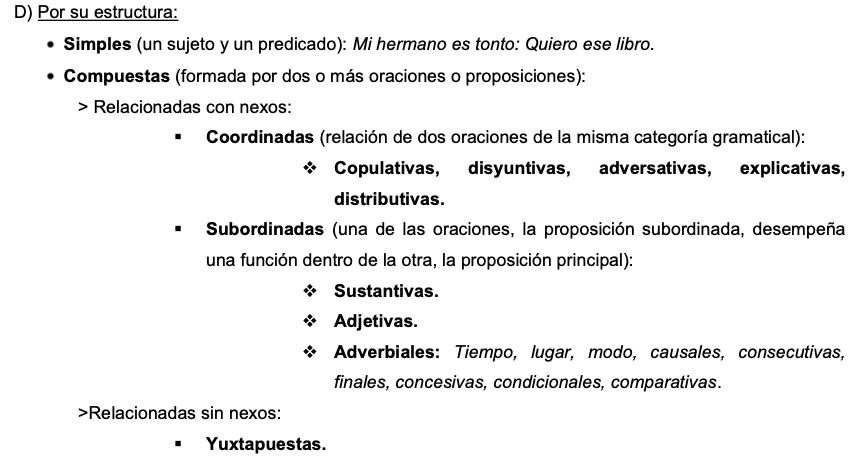 D) Por su estructura:
• Simples (un sujeto y un predicado): Mi hermano es tonto: Quiero ese libro.
• Compuestas (formada por dos o más oraciones o proposiciones):
> Relacionadas con nexos:
▪ Coordinadas (relación de dos oraciones de la misma categoría gramatical):
❖ Copulativas, disyuntivas, adversativas, explicativas,
distributivas.
▪ Subordinadas (una de las oraciones, la proposición subordinada, desempeña
una función dentro de la otra, la proposición principal):
❖ Sustantivas.
❖ Adjetivas.
❖ Adverbiales: Tiempo, lugar, modo, causales, consecutivas,
finales, concesivas, condicionales, comparativas.
>Relacionadas sin nexos:
▪ Yuxtapuestas.